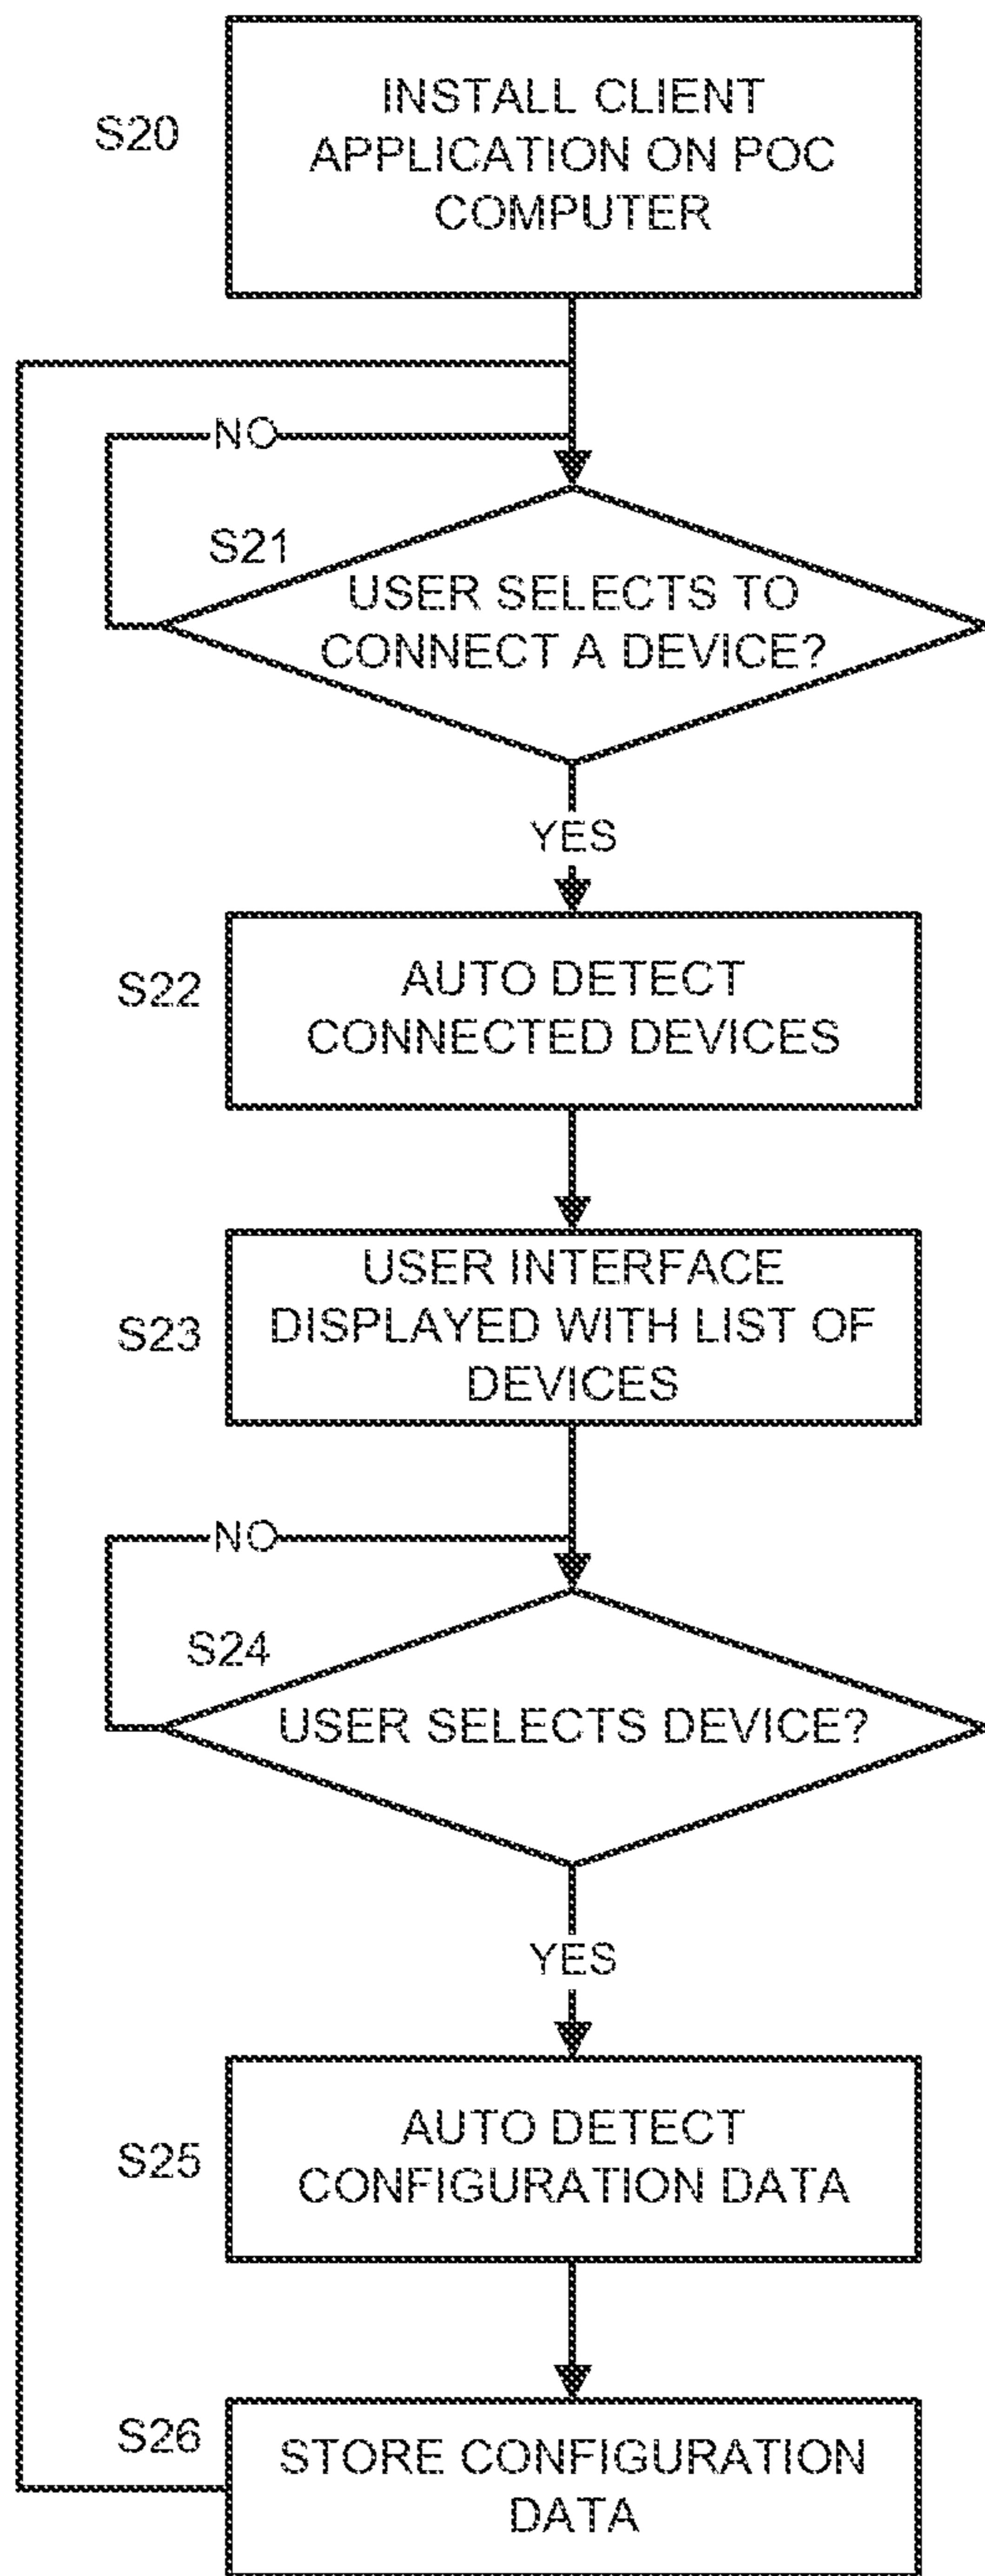 S20
INSTALL CLIENT
APPLICATION ON POC
COMPUTER
NO
S21
USER SELECTS TO
CONNECT A DEVICE?
YES
S22
AUTO DETECT
CONNECTED DEVICES
S23
USER INTERFACE
DISPLAYED WITH LIST OF
DEVICES
NO
S24
USER SELECTS DEVICE?
YES
S25
AUTO DETECT
CONFIGURATION DATA
S26
STORE CONFIGURATION
DATA